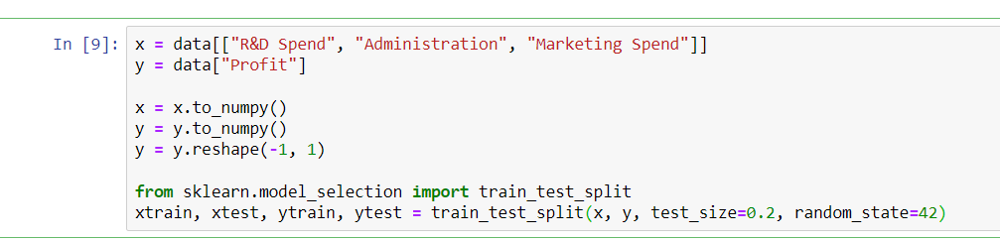 In [9]: x = data[["R&D Spend", "Administration", "Marketing Spend"]]
y = data["Profit"]
x = x.to_numpy()
y = y.to_numpy()
y = y.reshape(-1, 1)
from sklearn.model_selection import train_test_split
xtrain, xtest, ytrain, ytest = train_test_split(x, y, test_size=0.2, random_state=42)